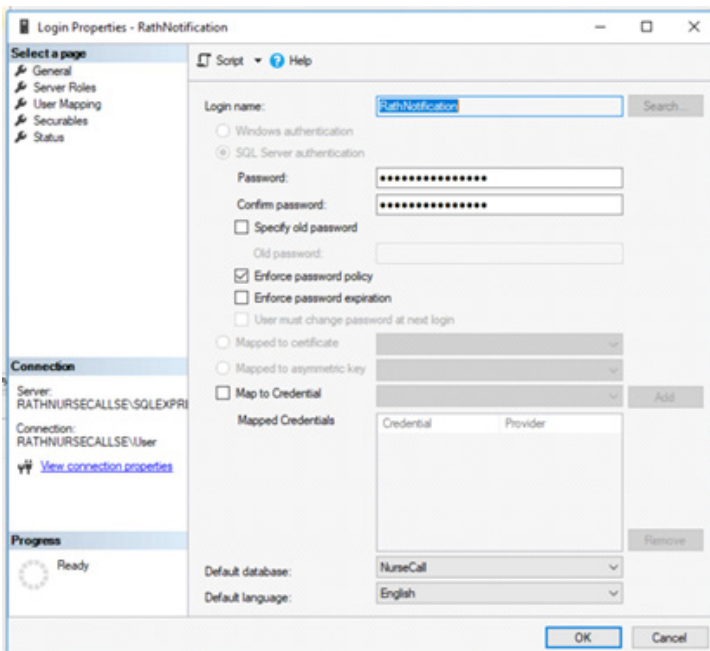 Login Properties - RathNotification
Select a page
General
Server Roles
User Mapping
Securables
Status
Script Help
Login name: RathNotification Search...
Windows authentication
SQL Server authentication
Password: ●●●●●●●●●●●●●●●
Confirm password: ●●●●●●●●●●●●●●●
Specify old password
Old password:
Enforce password policy
Enforce password expiration
User must change password at next login
Mapped to certificate
Mapped to asymmetric key
Map to Credential Add
Mapped Credentials Credential Provider
Remove
Default database: NurseCall
Default language: English
Connection
Server:
RATHNURSECALLSE\SQLEXPRI
Connection:
RATHNURSECALLSE\User
View connection properties
Progress
Ready
OK Cancel